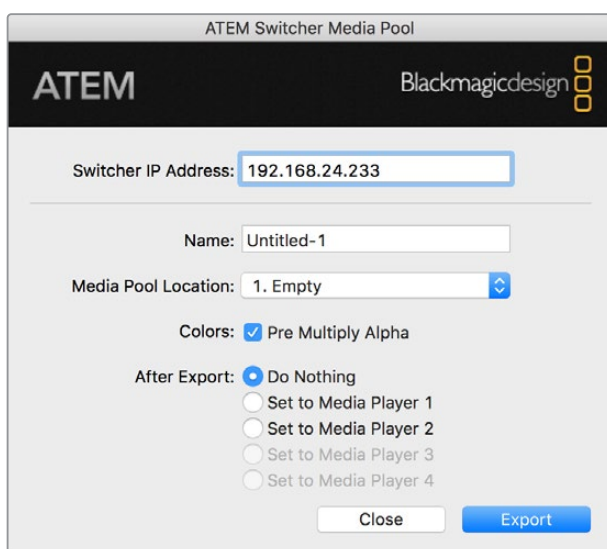 ATEM Switcher Media Pool
ATEM Blackmagicdesign
Switcher IP Address: 192.168.24.233
Name: Untitled-1
Media Pool Location: 1. Empty
Colors: Pre Multiply Alpha
After Export: Do Nothing
Set to Media Player 1
Set to Media Player 2
Set to Media Player 3
Set to Media Player 4
Close Export